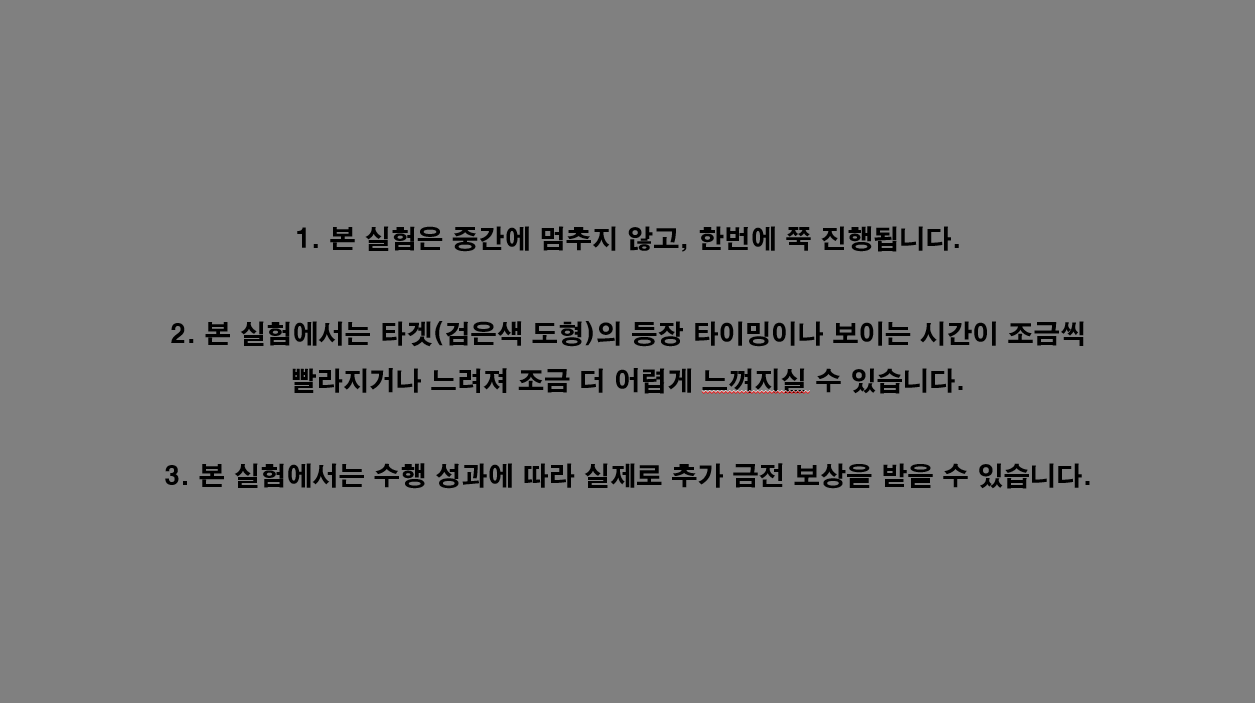 1. 본 실험은 중간에 멈추지 않고, 한번에 쭉 진행됩니다.
2. 본 실험에서는 타겟(검은색 도형)의 등장 타이밍이나 보이는 시간이 조금씩
빨라지거나 느려져 조금 더 어렵게 느껴지실 수 있습니다.
3. 본 실험에서는 수행 성과에 따라 실제로 추가 금전 보상을 받을 수 있습니다.